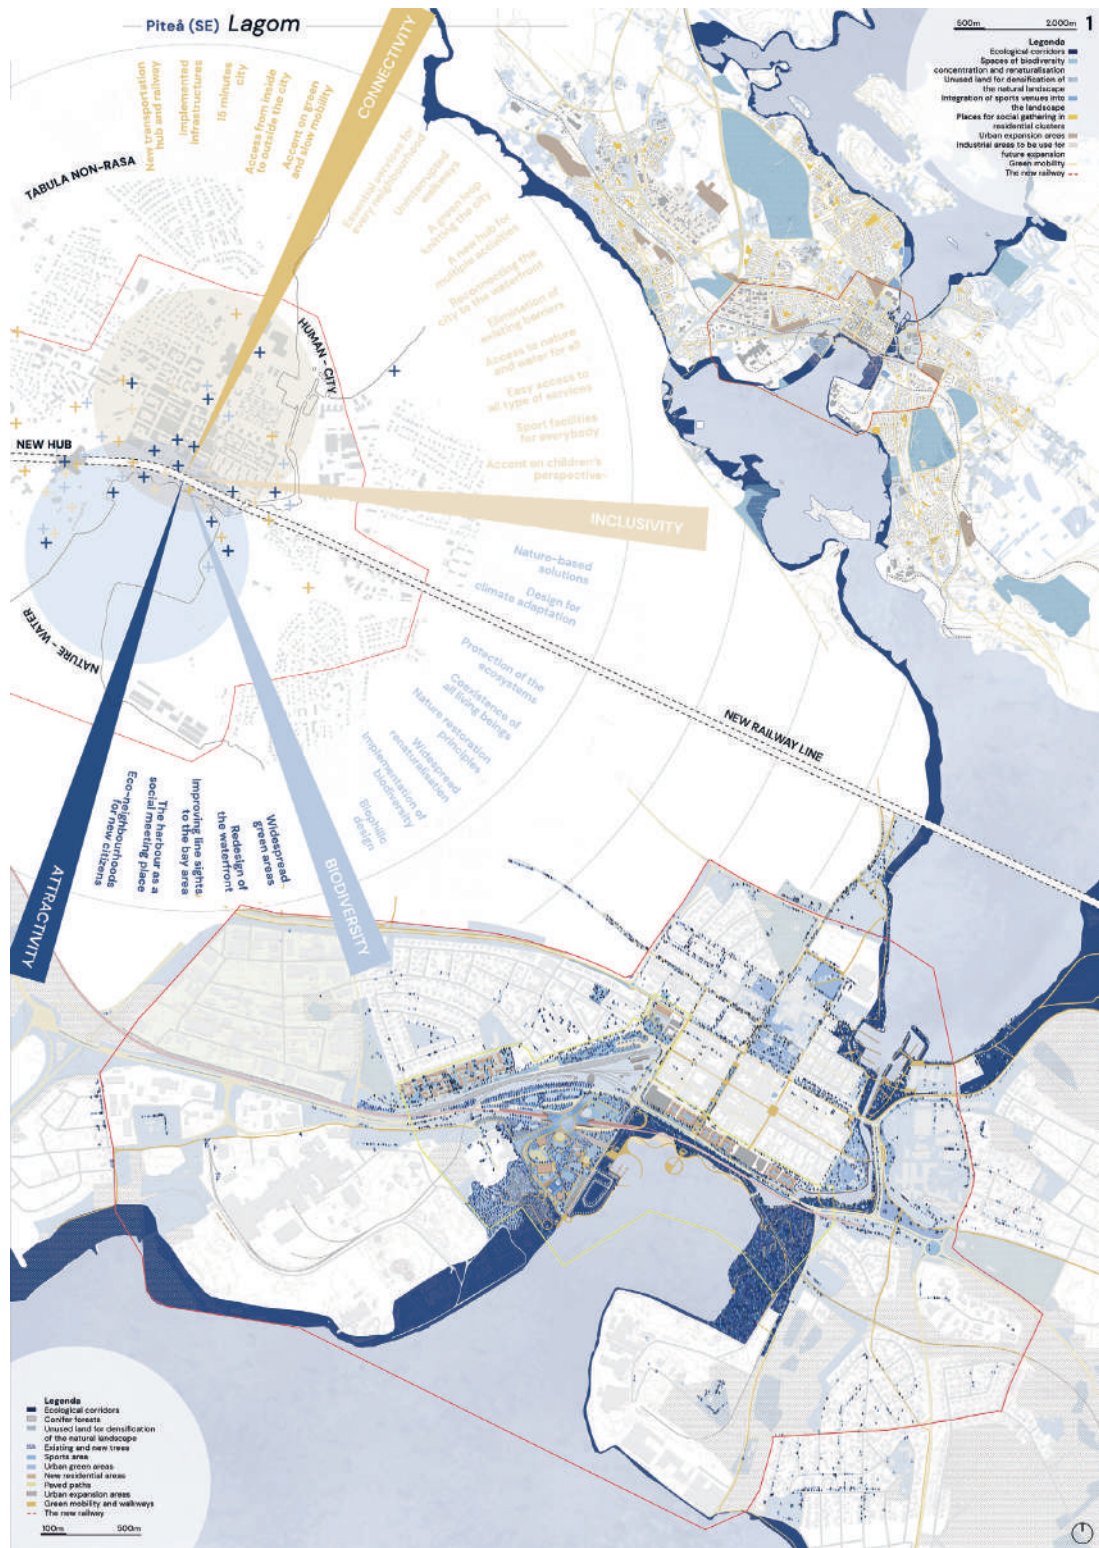 Piteå (SE) Lagom
500m 2000m 1
Legenda
Ecological corridors
Spaces of biodiversity
concentration and renaturalisation
Unused land for densification of
the natural landscape
Integration of sports venues into
the landscape
Places for social gathering in
residential clusters
Urban expansion areas
Industrial areas to be use for
future expansion
Green mobility
The new railway
CONNECTIVITY
New transportation
hub and railway
Implemented
infrastructures
15 minutes
city
Access from inside
to outside the city
Accent on green
and slow mobility
TABULA NON-RASA
Essential services for
every neighbourhood
Uninterrupted
walkways
A green loop
knitting the city
A new hub for
multiple activities
Reconnecting the
city to the waterfront
Elimination of
existing barriers
Access to nature
and water for all
Easy access to
all type of services
Sport facilities
for everybody
Accent on children's
perspective
HUMAN - CITY
NEW HUB
INCLUSIVITY
Nature-based
solutions
Design for
climate adaptation
Protection of the
ecosystems
Coexistence of
all living beings
Nature restoration
principles
Widespread
renaturalisation
Implementation of
biodiversity
Biophilic
design
NATURE - WATER
NEW RAILWAY LINE
BIODIVERSITY
Widespread
green areas
Redesign of
the waterfront
Improving line sights
to the bay area
The harbour as a
social meeting place
Eco-neighbourhoods
for new citizens
ATTRACTIVITY
Legenda
Ecological corridors
Conifer forests
Unused land for densification
of the natural landscape
Existing and new trees
Sports area
Urban green areas
New residential areas
Paved paths
Urban expansion areas
Green mobility and walkways
The new railway
100m 500m